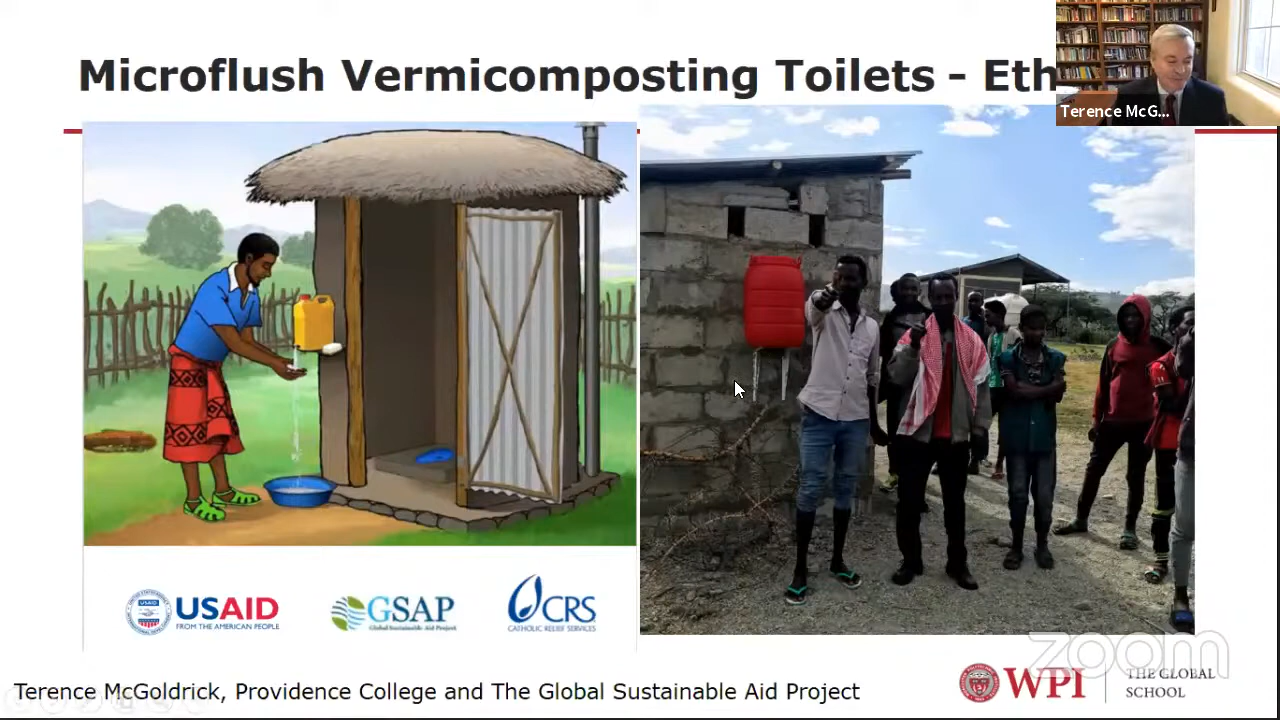 Microflush Vermicomposting Toilets - Eth
Terence McG...
USAID
FROM THE AMERICAN PEOPLE
GSAP
Global Sustainable Aid Project
CRS
CATHOLIC RELIEF SERVICES
zoom
WPI
THE GLOBAL
SCHOOL
Terence McGoldrick, Providence College and The Global Sustainable Aid Project